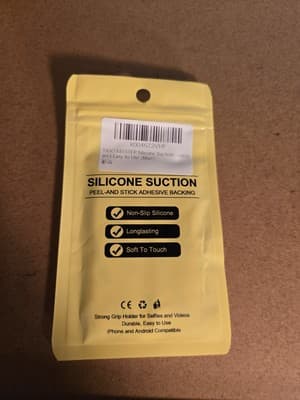 SILICONE SUCTION
PEEL-AND STICK ADHESIVE BACKING
Non-Slip Silicone
Longlasting
Soft To Touch
CE
Strong Grip Holder for Selfies and Videos
Durable, Easy to Use
iPhone and Android Compatible